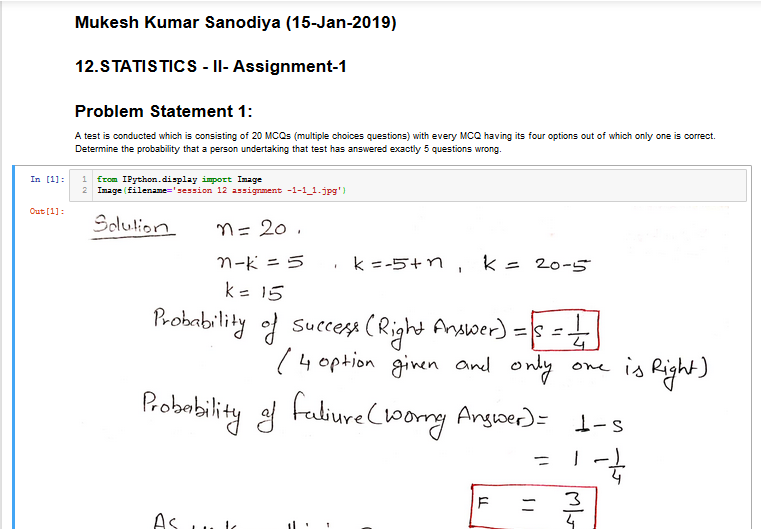 Mukesh Kumar Sanodiya (15-Jan-2019)
12.STATISTICS - II- Assignment-1
Problem Statement 1:
A test is conducted which is consisting of 20 MCQs (multiple choices questions) with every MCQ having its four options out of which only one is correct.
Determine the probability that a person undertaking that test has answered exactly 5 questions wrong.
In [1]:
1 from IPython.display import Image
2 Image(filename='session 12 assignment -1-1_1.jpg')
Out[1]:
Solution n = 20 .
n-k = 5 , k = -5+n , k = 20-5
k = 15
Probability of success (Right Answer) = s = 1/4
( 4 option given and only one is Right)
Probability of faliure (worng Answer) = 1-s
= 1 - 1/4
F = 3/4